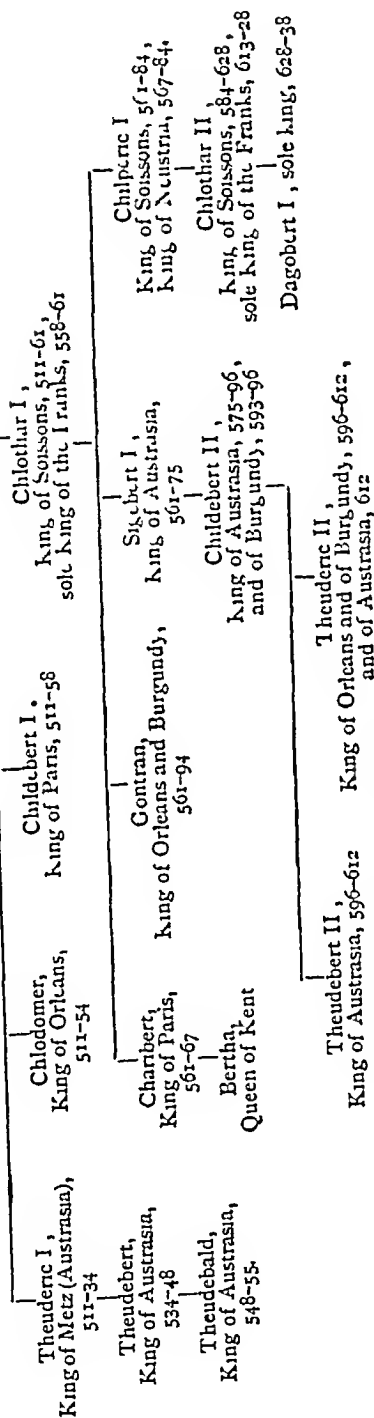 Theuderic I,
King of Metz (Austrasia),
511-34
Theudebert,
King of Austrasia,
534-48
Theudebald,
King of Austrasia,
548-55.
Chlodomer,
King of Orleans,
511-54
Childebert I.
King of Paris, 511-58
Chlothar I,
King of Soissons, 511-61,
sole King of the Franks, 558-61
Charibert,
King of Paris,
561-67
Bertha,
Queen of Kent
Gontran,
King of Orleans and Burgundy,
561-94
Sigebert I,
King of Austrasia,
561-75
Childebert II,
King of Austrasia, 575-96,
and of Burgundy, 593-96
Theudebert II,
King of Austrasia, 596-612
Theuderic II,
King of Orleans and of Burgundy, 596-612,
and of Austrasia, 612
Chilperic I
King of Soissons, 561-84,
King of Neustria, 567-84.
Chlothar II,
King of Soissons, 584-628,
sole King of the Franks, 613-28
Dagobert I, sole King, 628-38